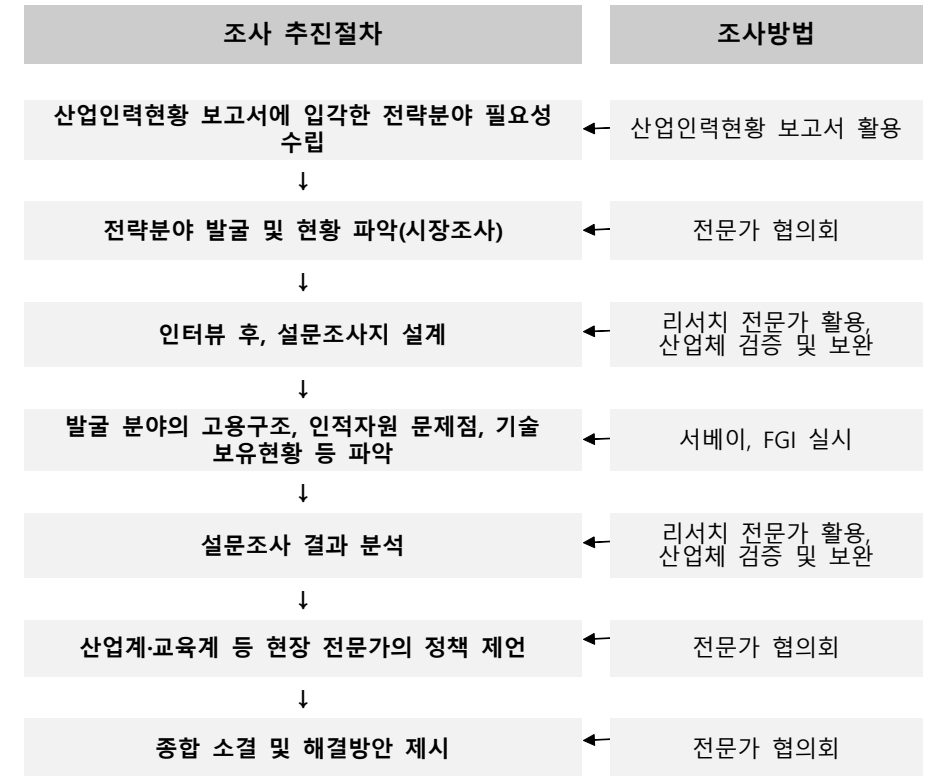 조사 추진절차
조사방법
산업인력현황 보고서에 입각한 전략분야 필요성
수립
산업인력현황 보고서 활용
↓
전략분야 발굴 및 현황 파악(시장조사)
전문가 협의회
↓
인터뷰 후, 설문조사지 설계
리서치 전문가 활용,
산업체 검증 및 보완
↓
발굴 분야의 고용구조, 인적자원 문제점, 기술
보유현황 등 파악
서베이, FGI 실시
↓
설문조사 결과 분석
리서치 전문가 활용,
산업체 검증 및 보완
↓
산업계·교육계 등 현장 전문가의 정책 제언
전문가 협의회
↓
종합 소결 및 해결방안 제시
전문가 협의회